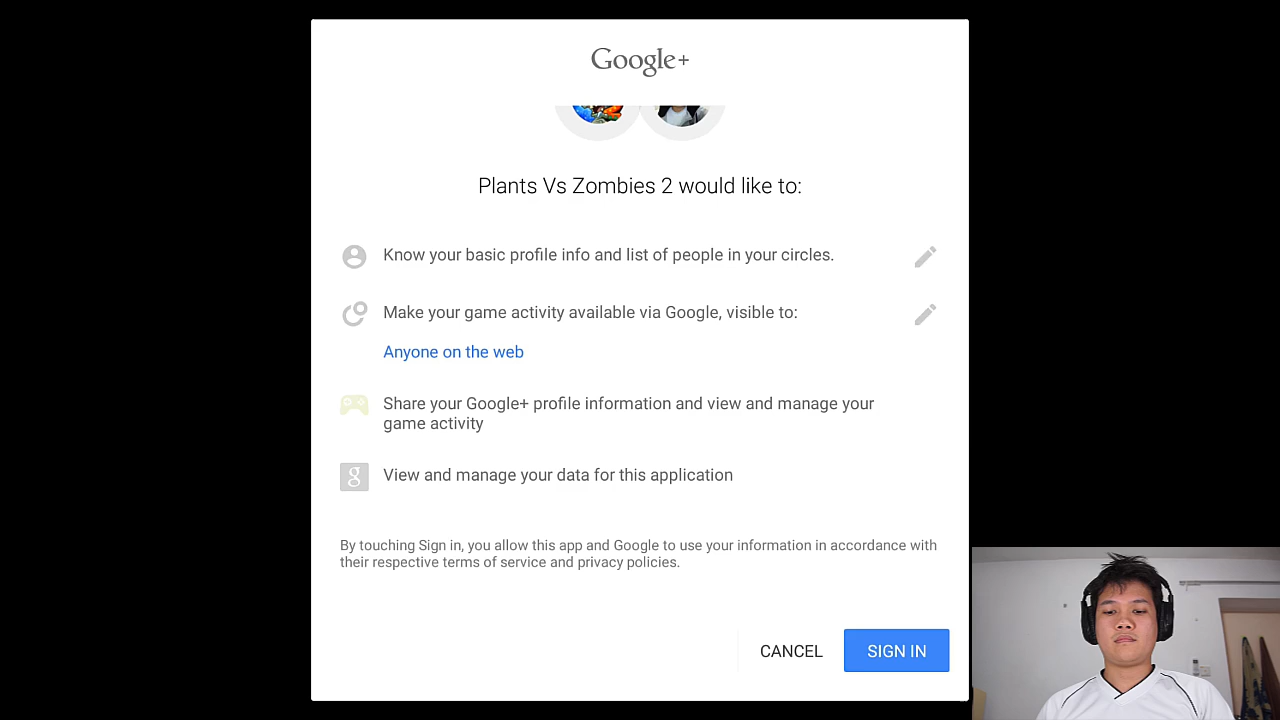 Google+
Plants Vs Zombies 2 would like to:
Know your basic profile info and list of people in your circles.
Make your game activity available via Google, visible to:
Anyone on the web
Share your Google+ profile information and view and manage your
game activity
g
View and manage your data for this application
By touching Sign in, you allow this app and Google to use your information in accordance with
their respective terms of service and privacy policies.
CANCEL
SIGN IN